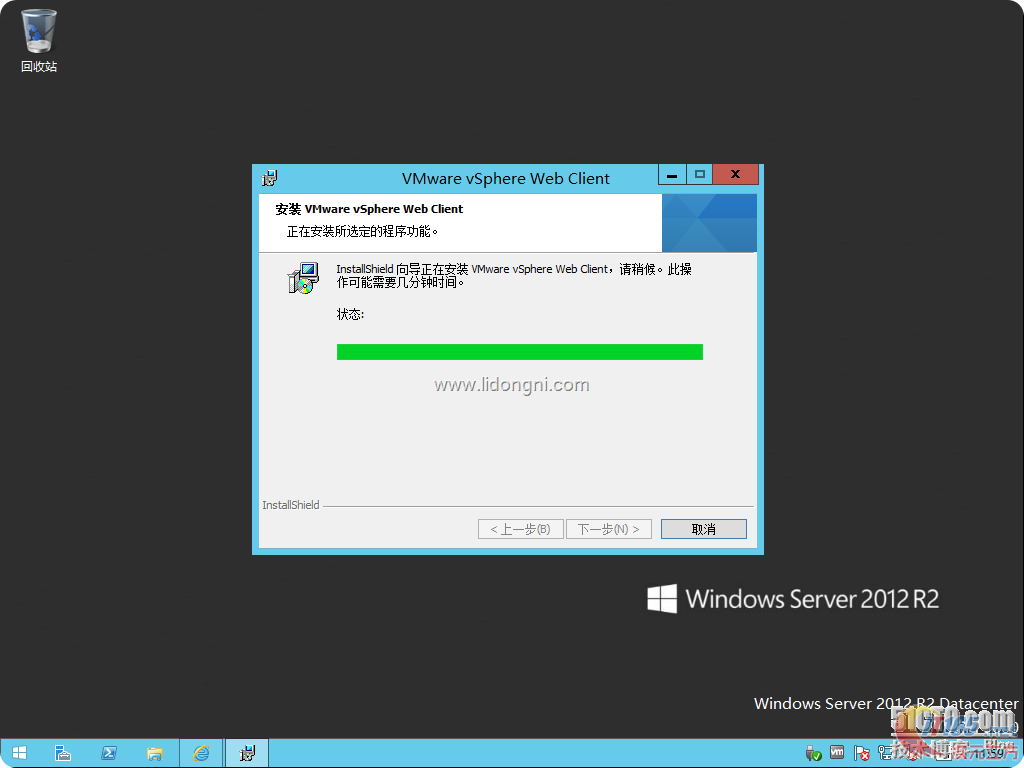 回收站
VMware vSphere Web Client
安装 VMware vSphere Web Client
正在安装所选定的程序功能。
InstallShield 向导正在安装 VMware vSphere Web Client，请稍候。此操
作可能需要几分钟时间。
状态:
www.lidongni.com
InstallShield
< 上一步(B)
下一步(N) >
取消
Windows Server 2012 R2
Windows Server 2012 R2 Datacenter
51CTO.com
技术博客 Blog
10:59